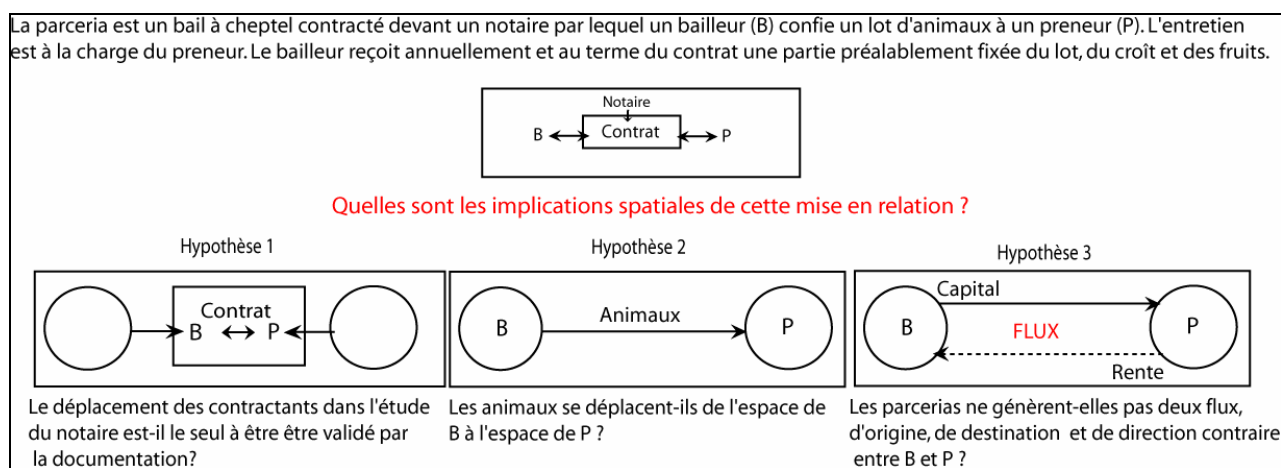 La parceria est un bail à cheptel contracté devant un notaire par lequel un bailleur (B) confie un lot d'animaux à un preneur (P). L'entretien
est à la charge du preneur. Le bailleur reçoit annuellement et au terme du contrat une partie préalablement fixée du lot, du croît et des fruits.
Notaire
B Contrat P
Quelles sont les implications spatiales de cette mise en relation ?
Hypothèse 1
Contrat
B P
Le déplacement des contractants dans l'étude
du notaire est-il le seul à être être validé par
la documentation?
Hypothèse 2
Animaux
B P
Les animaux se déplacent-ils de l'espace de
B à l'espace de P ?
Hypothèse 3
Capital
B FLUX P
Rente
Les parcerias ne génèrent-elles pas deux flux,
d'origine, de destination et de direction contraire
entre B et P ?